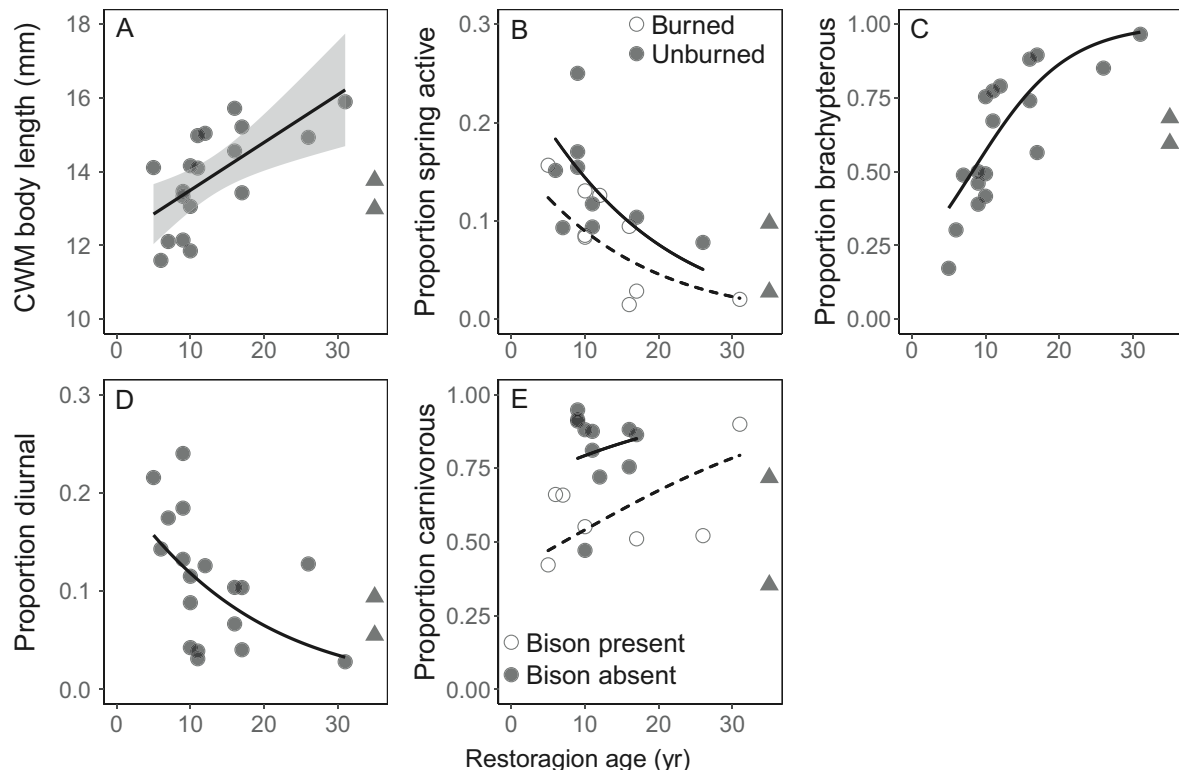 A
CWM body length (mm)
18
16
14
12
10
0
10
20
30
B
Burned
Unburned
Proportion spring active
0.3
0.2
0.1
0.0
0
10
20
30
C
Proportion brachypterous
1.00
0.75
0.50
0.25
0.00
0
10
20
30
D
Proportion diurnal
0.3
0.2
0.1
0.0
0
10
20
30
E
Proportion carnivorous
1.00
0.75
0.50
0.25
0.00
Bison present
Bison absent
0
10
20
30
Restoragion age (yr)